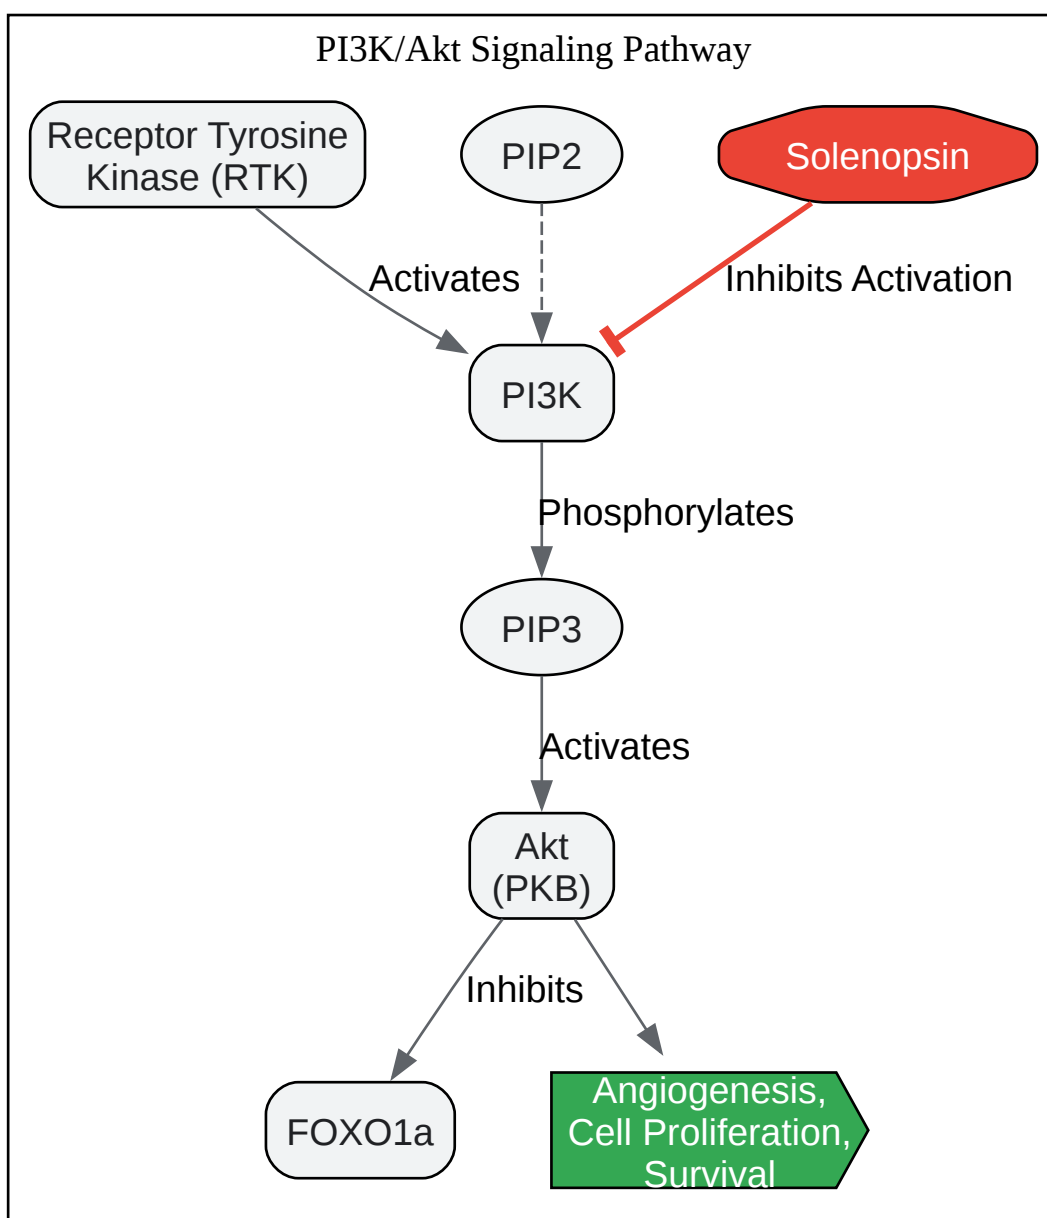 PI3K/Akt Signaling Pathway
Receptor Tyrosine
Kinase (RTK)
PIP2
Solenopsin
Activates
Inhibits Activation
PI3K
Phosphorylates
PIP3
Activates
Akt
(PKB)
Inhibits
FOXO1a
Angiogenesis,
Cell Proliferation,
Survival